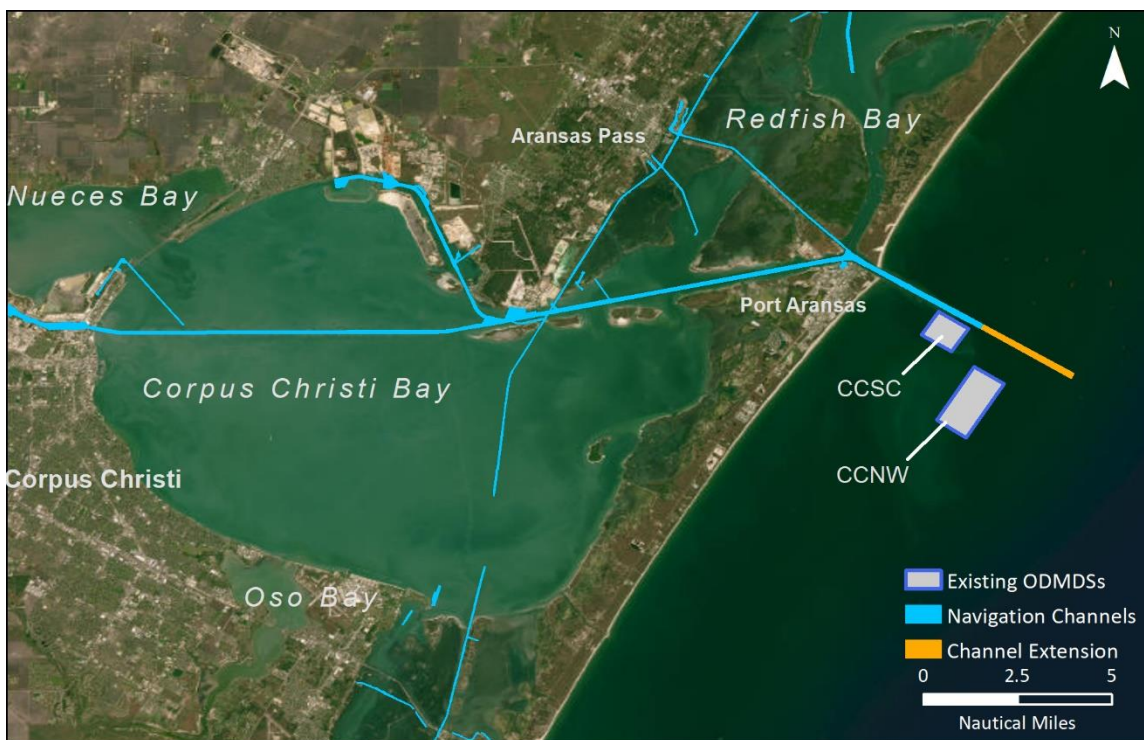 N
Redfish Bay
Aransas Pass
Nueces Bay
Port Aransas
CCSC
Corpus Christi Bay
CCNW
Corpus Christi
Oso Bay
Existing ODMDSs
Navigation Channels
Channel Extension
0 2.5 5
Nautical Miles